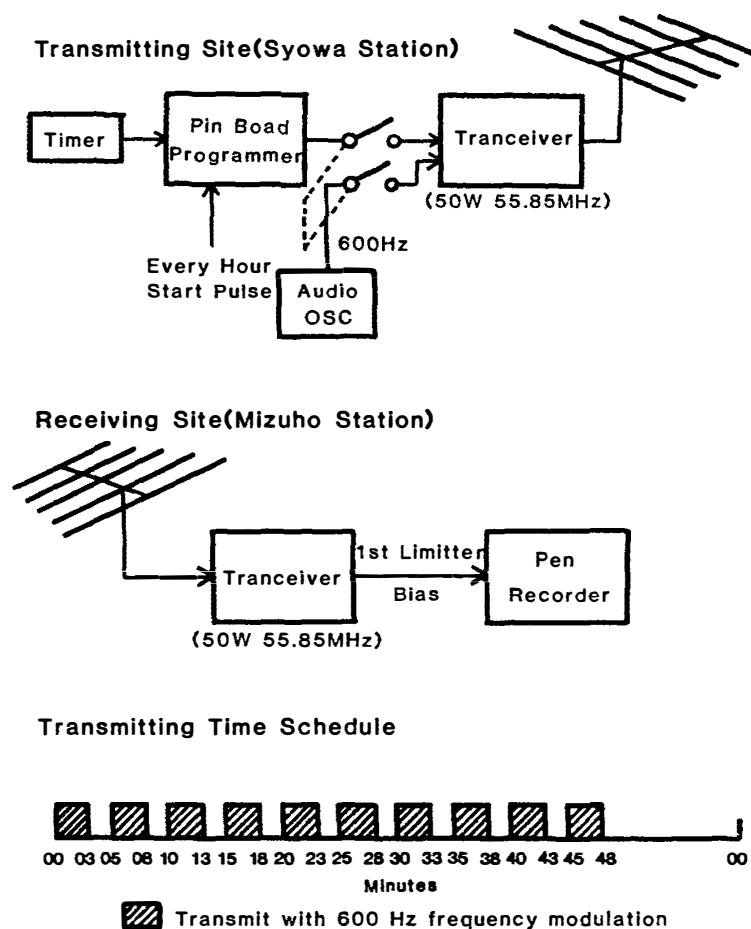 Transmitting Site(Syowa Station)
Timer
Pin Boad
Programmer
Tranceiver
(50W 55.85MHz)
600Hz
Every Hour
Start Pulse
Audio
OSC
Receiving Site(Mizuho Station)
Tranceiver
(50W 55.85MHz)
1st Limitter
Bias
Pen
Recorder
Transmitting Time Schedule
00 03 05 08 10 13 15 18 20 23 25 28 30 33 35 38 40 43 45 48 00
Minutes
Transmit with 600 Hz frequency modulation